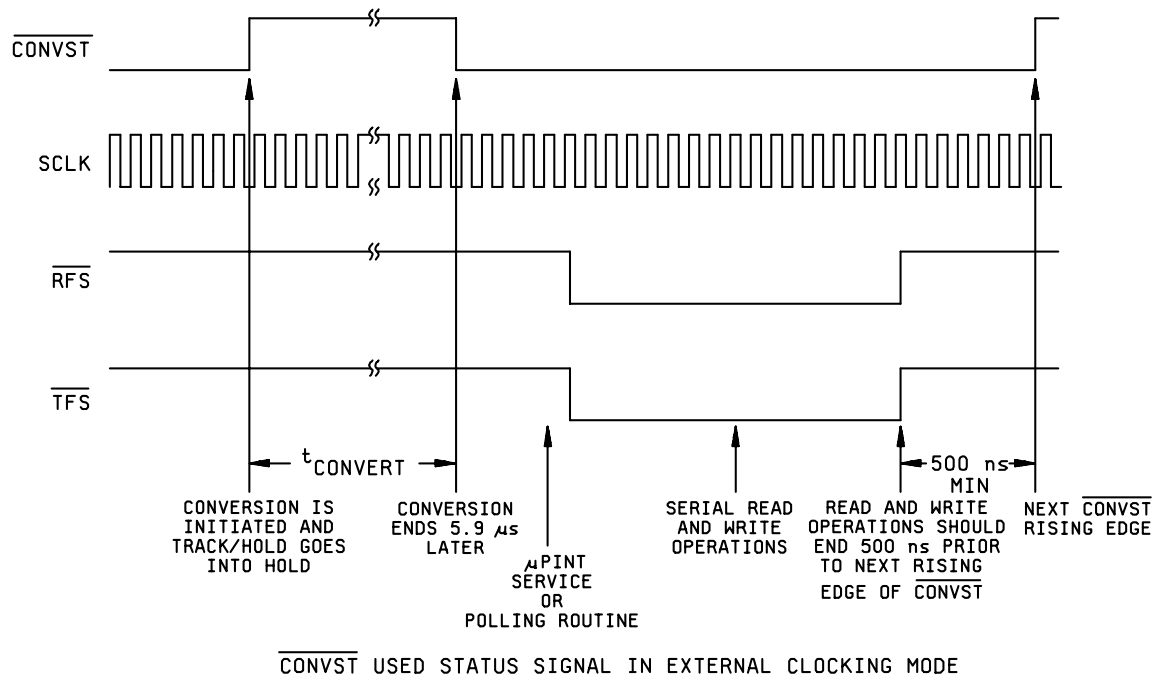 CONVST
SCLK
RFS
TFS
tCONVERT
500 ns
MIN
CONVERSION IS
INITIATED AND
TRACK/HOLD GOES
INTO HOLD
CONVERSION
ENDS 5.9 µs
LATER
µPINT
SERVICE
OR
POLLING ROUTINE
SERIAL READ
AND WRITE
OPERATIONS
READ AND WRITE
OPERATIONS SHOULD
END 500 ns PRIOR
TO NEXT RISING
EDGE OF CONVST
NEXT CONVST
RISING EDGE
CONVST USED STATUS SIGNAL IN EXTERNAL CLOCKING MODE